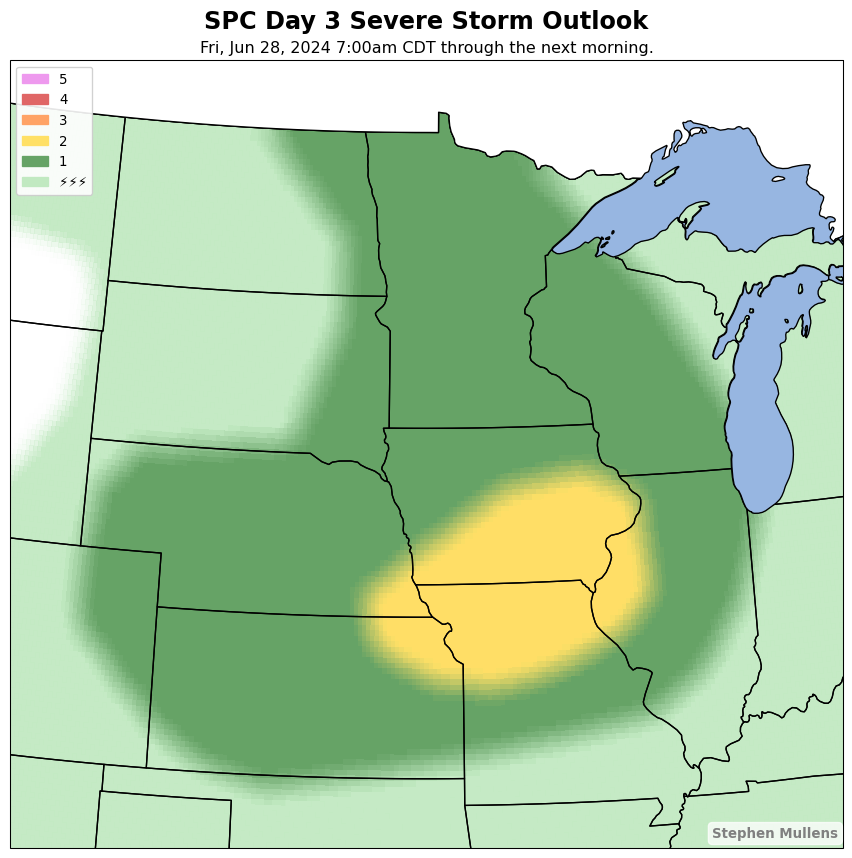 SPC Day 3 Severe Storm Outlook
Fri, Jun 28, 2024 7:00am CDT through the next morning.
5
4
3
2
1
⚡⚡⚡
Stephen Mullens